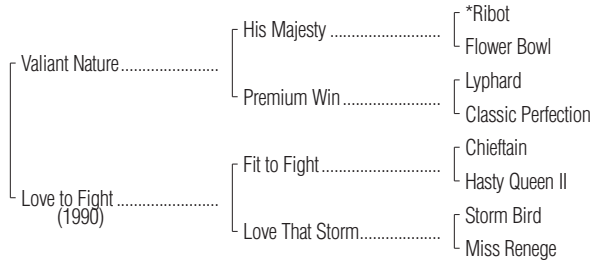 *Ribot
His Majesty
Flower Bowl
Valiant Nature
Lyphard
Premium Win
Classic Perfection
Chieftain
Fit to Fight
Hasty Queen II
Love to Fight
(1990)
Storm Bird
Love That Storm
Miss Renege